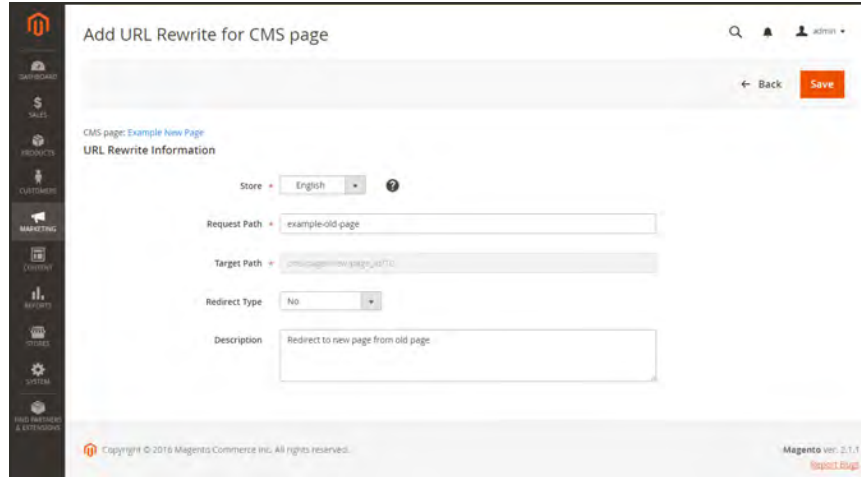 Add URL Rewrite for CMS page
admin
DASHBOARD
← Back
Save
SALES
CMS page: Example New Page
PRODUCTS
URL Rewrite Information
CUSTOMERS
Store * English
Request Path * example-old-page
MARKETING
Target Path *
CONTENT
Redirect Type No
REPORTS
Description Redirect to new page from old page
STORES
SYSTEM
FIND PARTNERS
& EXTENSIONS
Copyright © 2016 Magento Commerce Inc. All rights reserved.
Magento ver. 2.1.1
Report Bugs